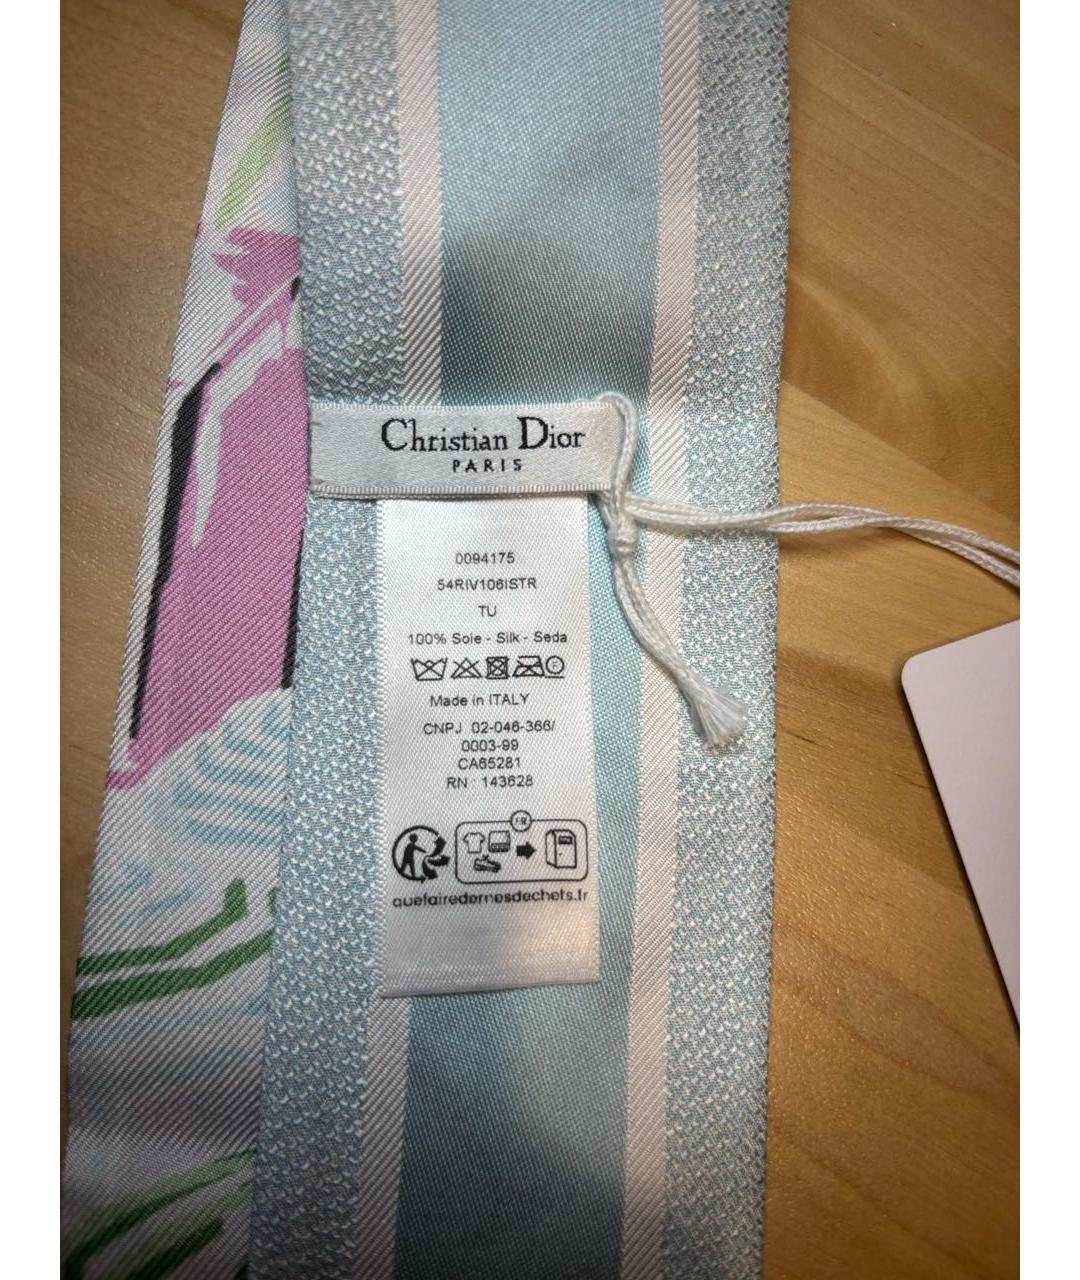 Christian Dior
PARIS
0094175
54RIV106ISTR
TU
100% Soie - Silk - Seda
Made in ITALY
CNPJ 02-046-366/
0003-99
CA65281
RN : 143628
FR
quefairedemesdechets.fr